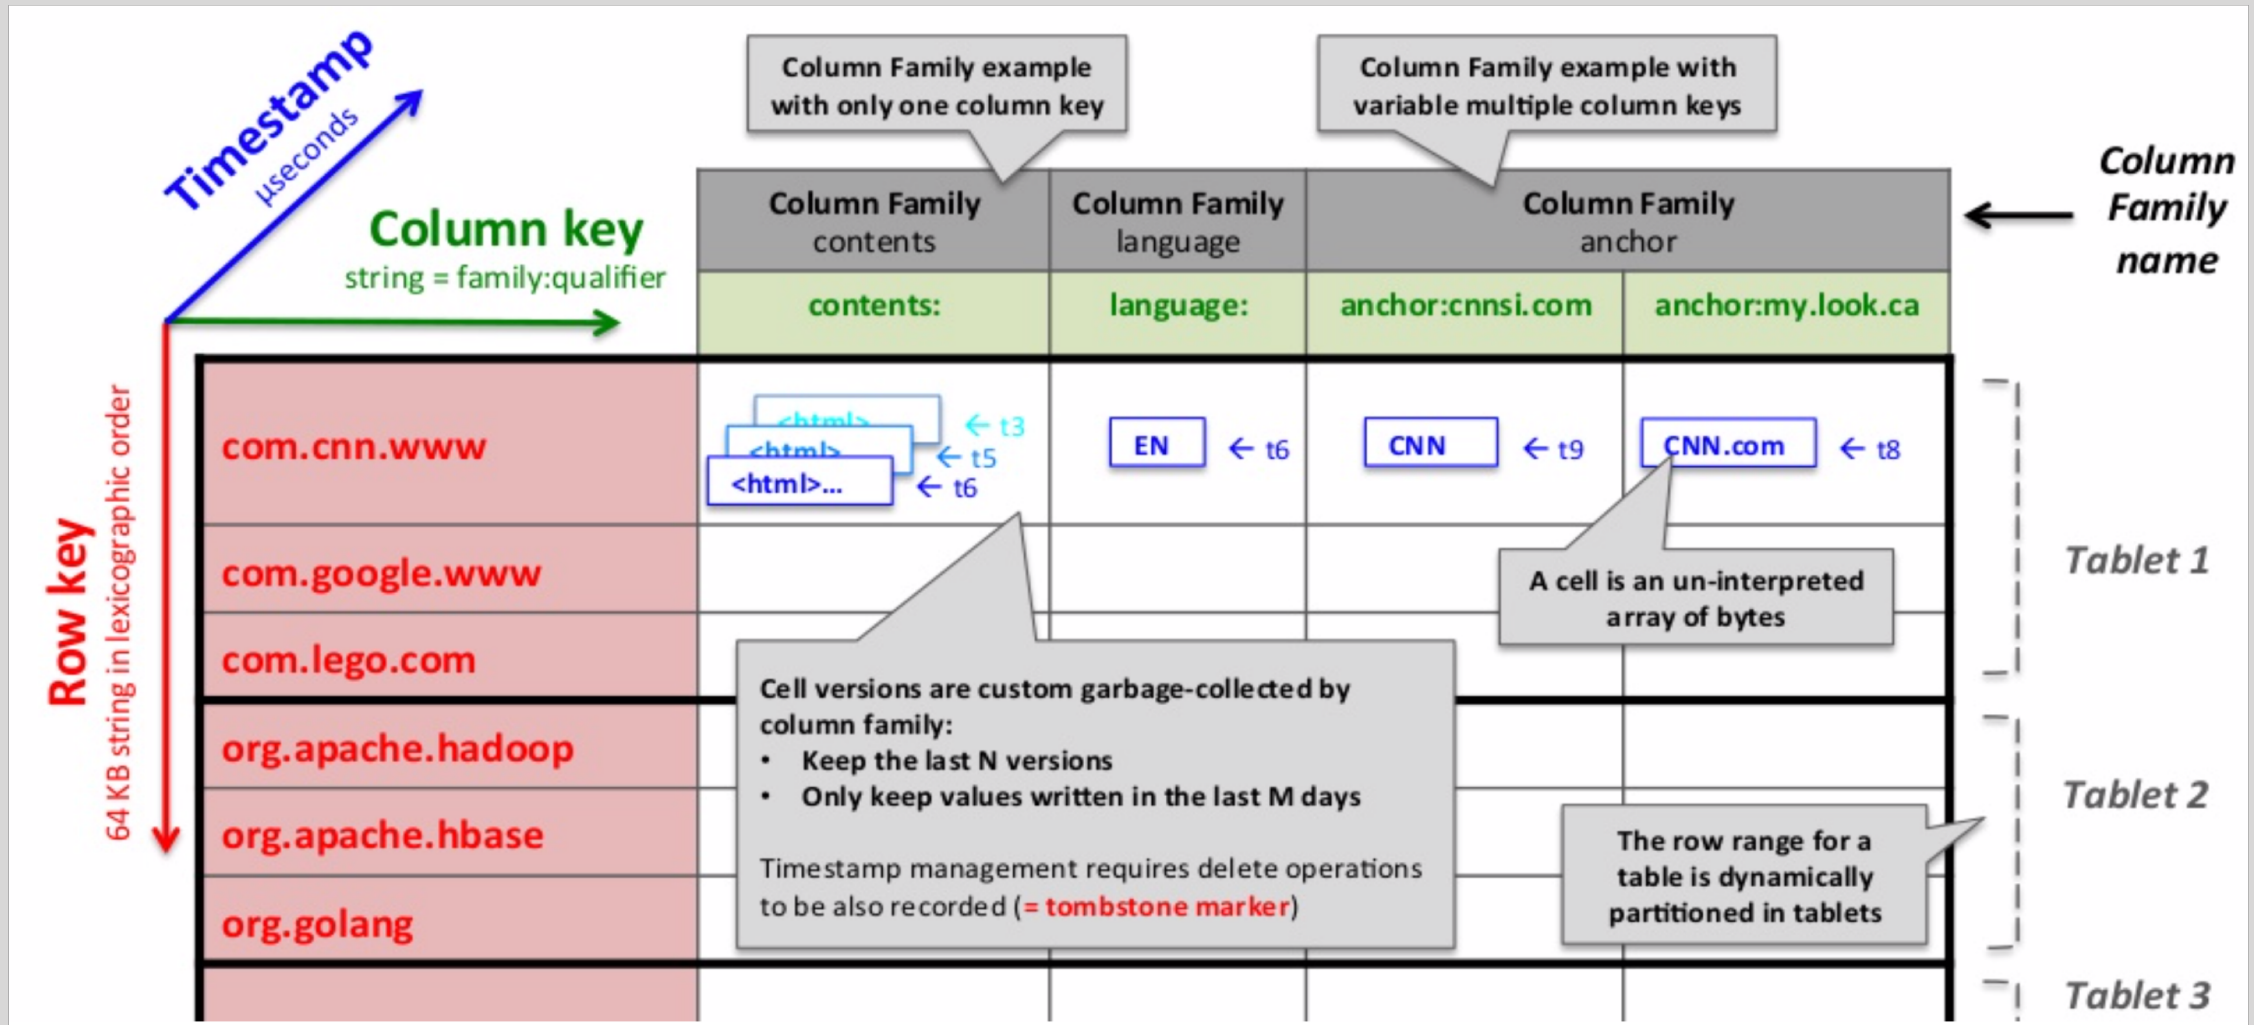 Timestamp
µseconds
Column key
string = family:qualifier
Row key
64 KB string in lexicographic order
Column Family example
with only one column key
Column Family example with
variable multiple column keys
Column
Family
name
Column Family
contents
Column Family
language
Column Family
anchor
contents:
language:
anchor:cnnsi.com
anchor:my.look.ca
com.cnn.www
<html>
← t3
<html>
← t5
<html>...
← t6
EN
← t6
CNN
← t9
CNN.com
← t8
com.google.www
com.lego.com
A cell is an un-interpreted
array of bytes
Tablet 1
Cell versions are custom garbage-collected by
column family:
• Keep the last N versions
• Only keep values written in the last M days
Timestamp management requires delete operations
to be also recorded (= tombstone marker)
org.apache.hadoop
org.apache.hbase
org.golang
The row range for a
table is dynamically
partitioned in tablets
Tablet 2
Tablet 3